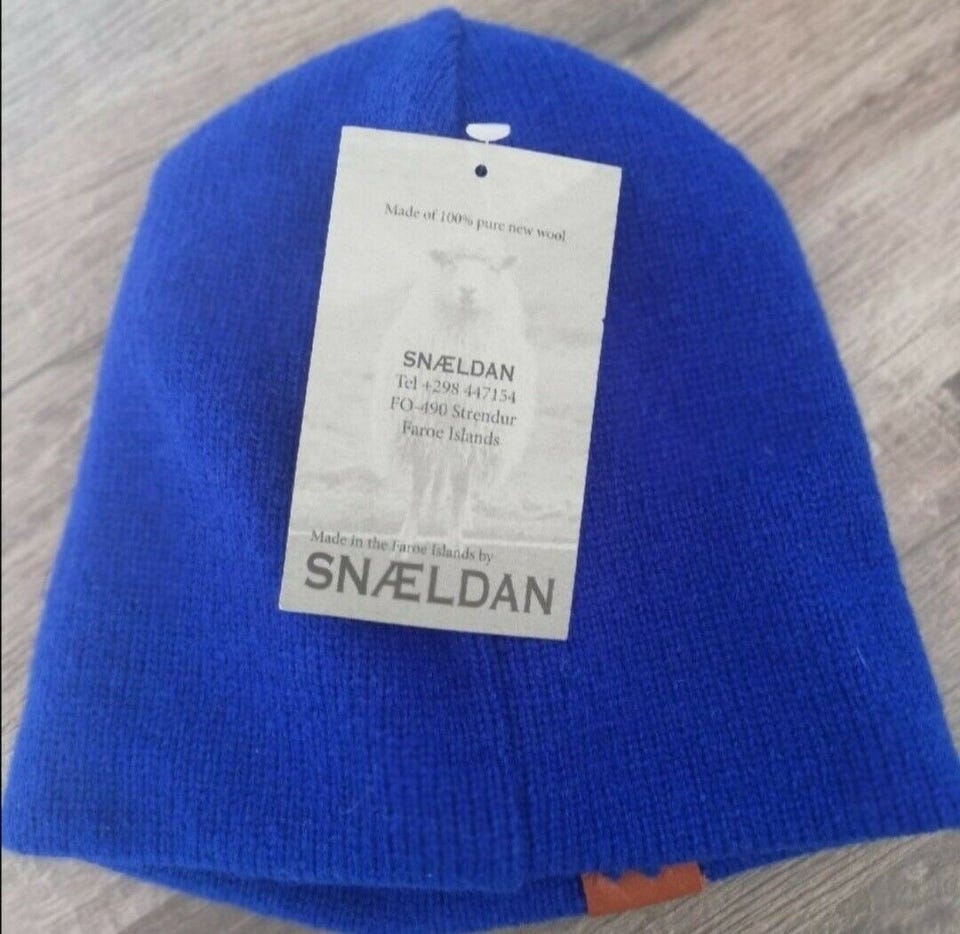 Made of 100% pure new wool
SNÆLDAN
Tel +298 447154
FO-490 Strendur
Faroe Islands
Made in the Faroe Islands by
SNÆLDAN